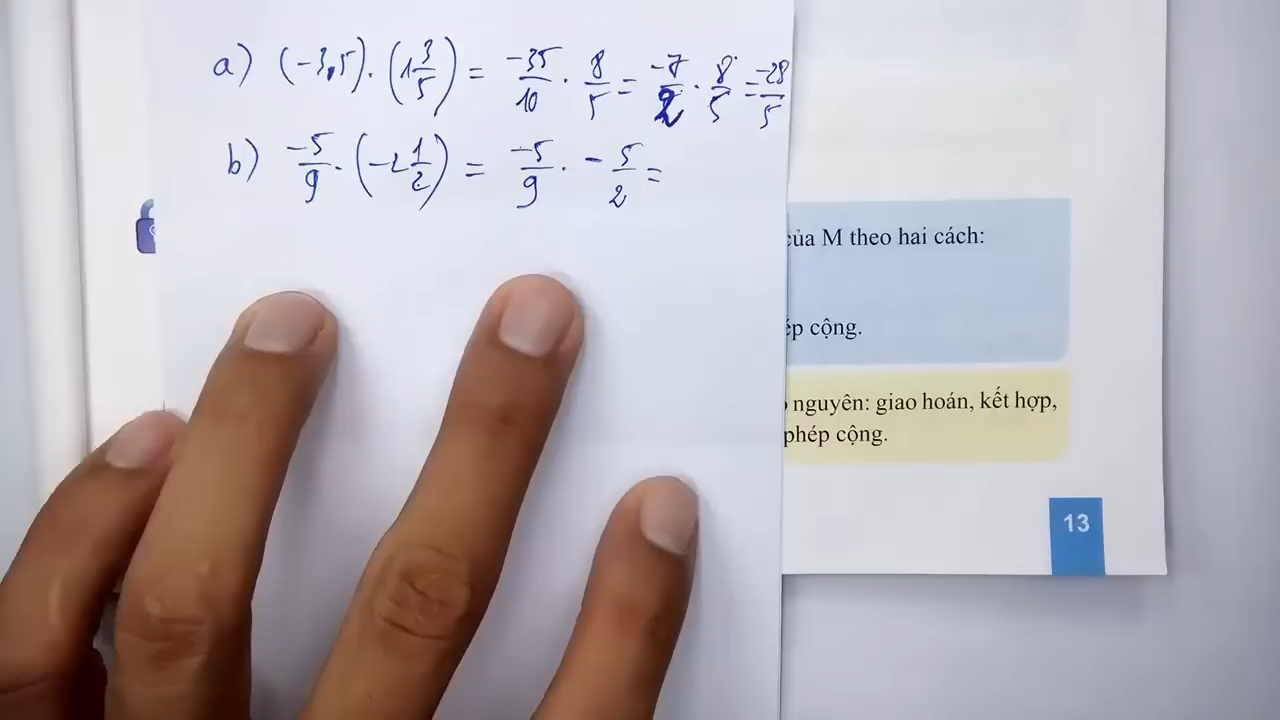 a) (-3,5) . (1 3/5) = -35/10 . 8/5 = -7/2 . 8/5 = -28/5
b) -5/9 . (-2 1/2) = -5/9 . - 5/2 =
của M theo hai cách:
ép cộng.
nguyên: giao hoán, kết hợp,
phép cộng.
13